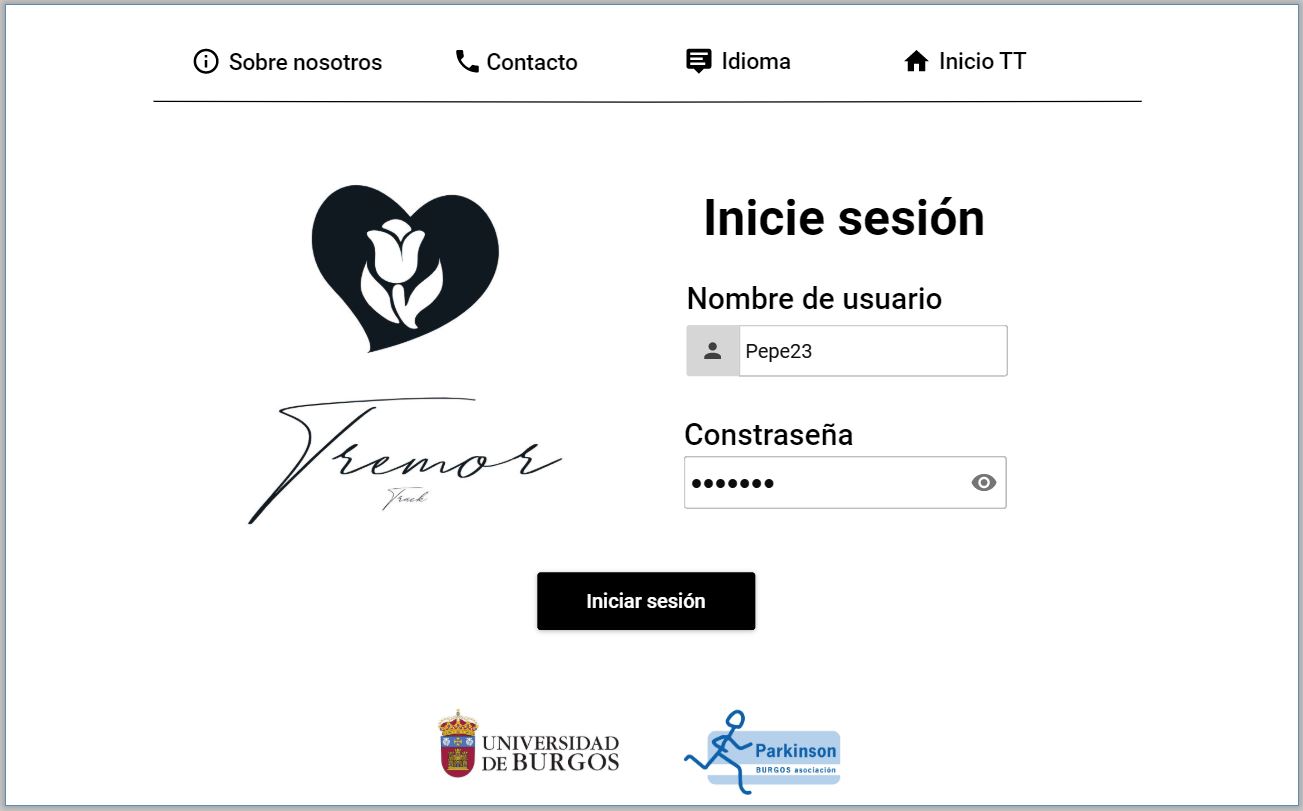 Sobre nosotros
Contacto
Idioma
Inicio TT
Inicie sesión
Nombre de usuario
Pepe23
Constraseña
•••••••
Tremor
Track
Iniciar sesión
UNIVERSIDAD
DE BURGOS
Parkinson
BURGOS asociación